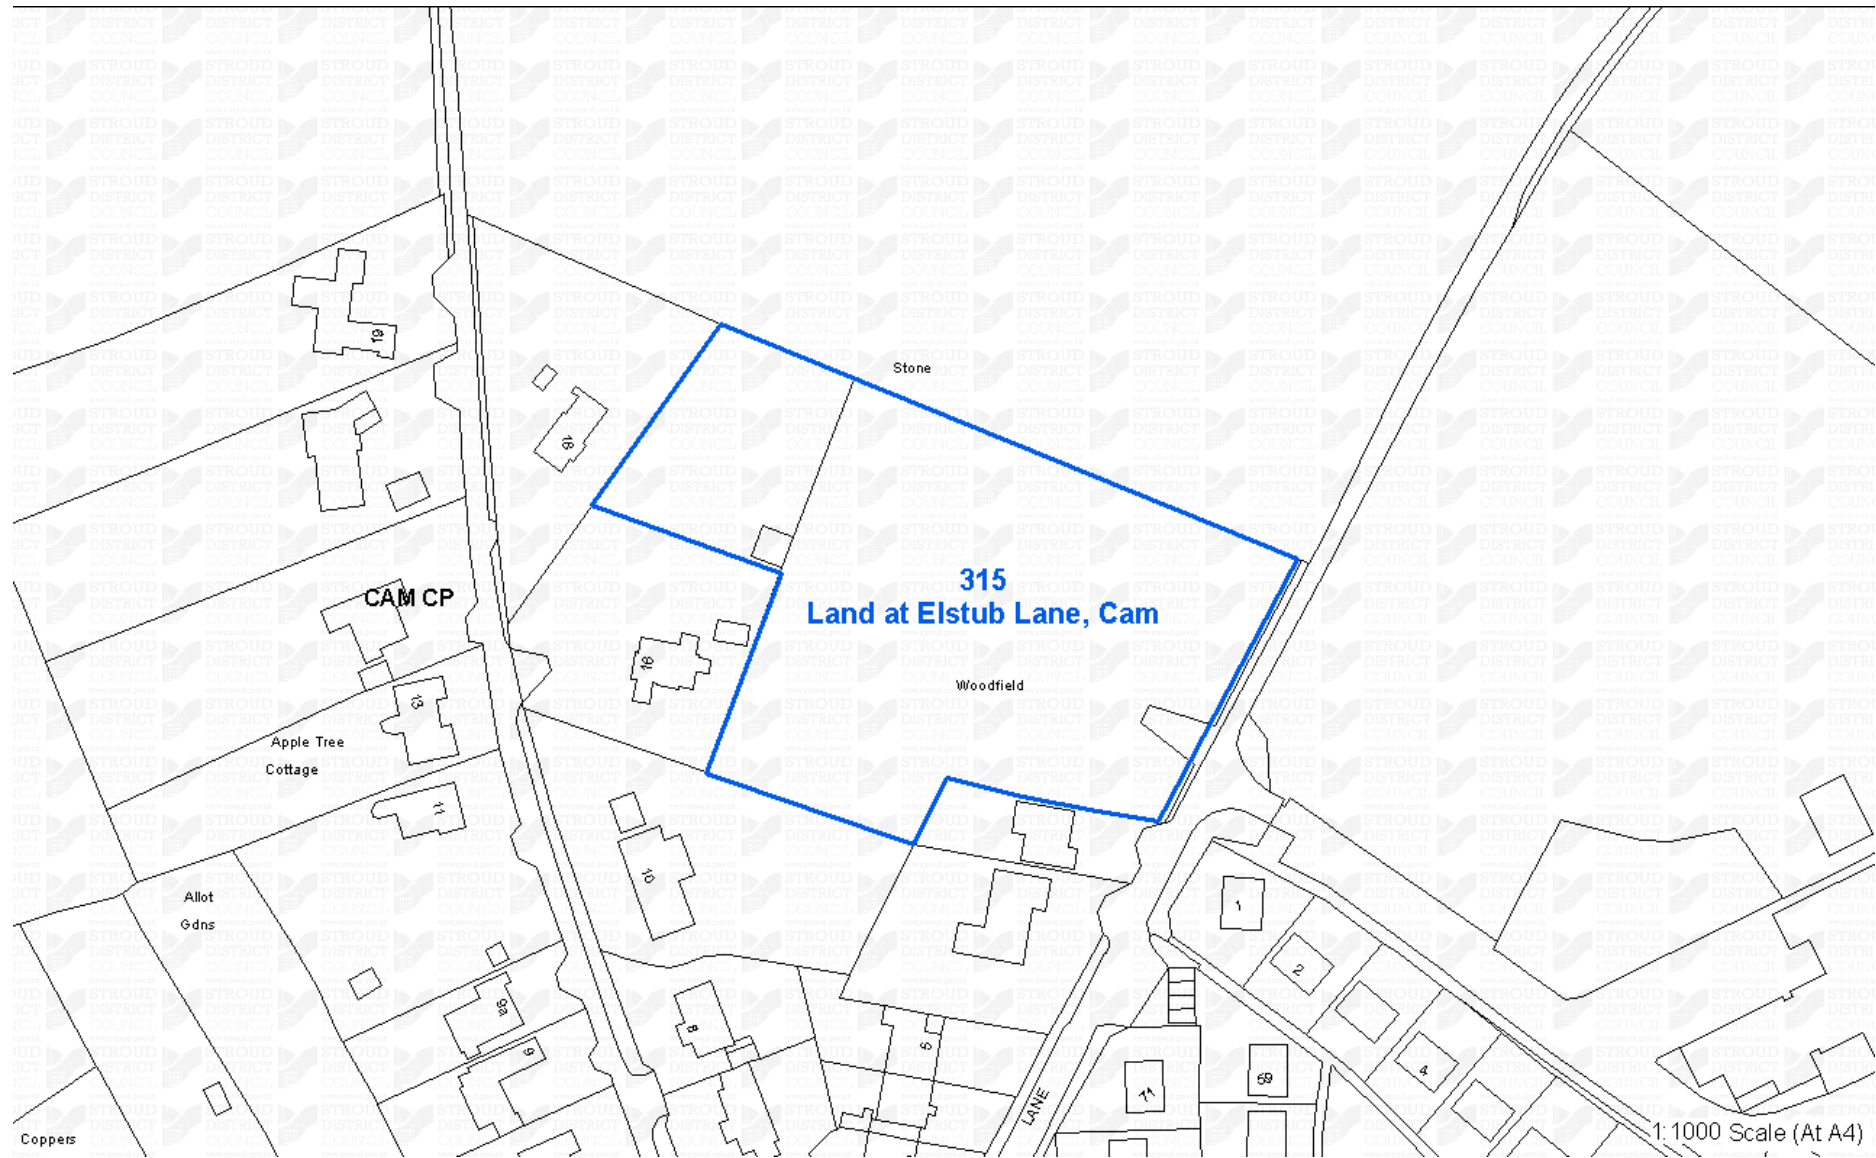 19
Stone
18
315
CAM CP
Land at Elstub Lane, Cam
16
Woodfield
13
Apple Tree
Cottage
11
10
Allot
Gdns
1
2
9a
8
9
5
4
59
71
LANE
Coppers
1:1000 Scale (At A4)
STROUD
DISTRICT
COUNCIL